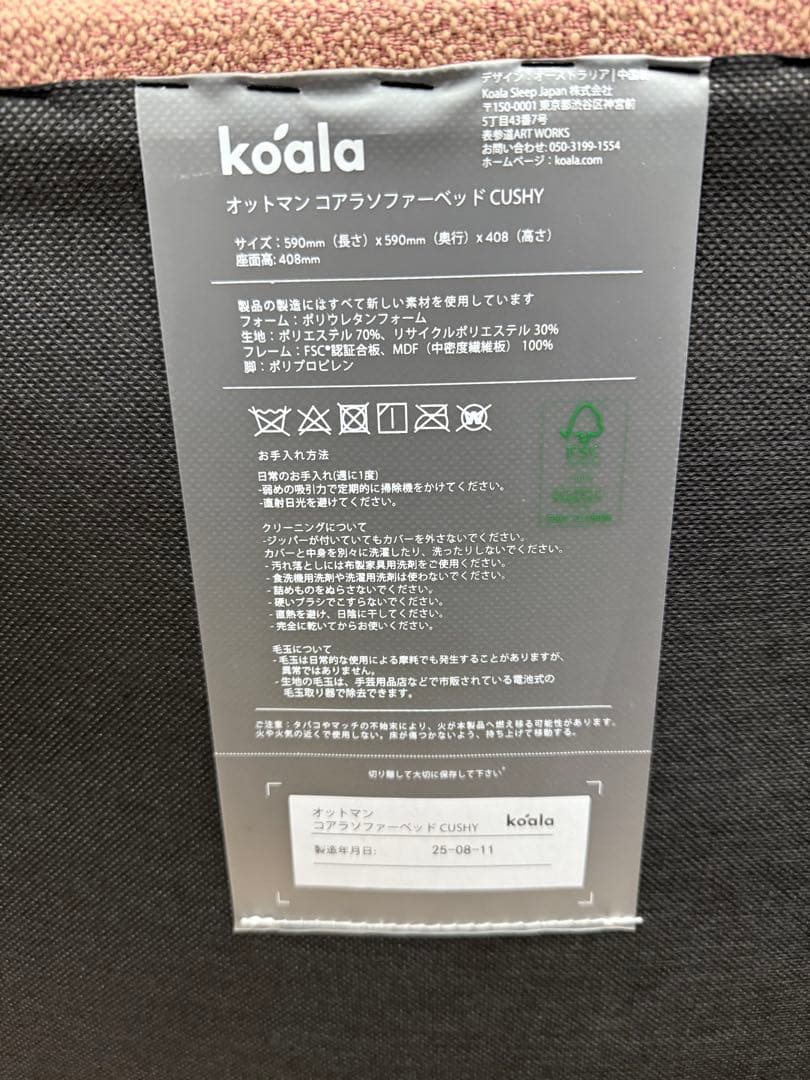 デザイン：オーストラリア | 中国製
Koala Sleep Japan 株式会社
〒150-0001 東京都渋谷区神宮前
5丁目43番7号
表参道ART WORKS
お問い合わせ: 050-3199-1554
ホームページ：koala.com
koala
オットマン コアラソファーベッド CUSHY
サイズ：590mm（長さ）x 590mm（奥行）x 408（高さ）
座面高: 408mm
製品の製造にはすべて新しい素材を使用しています
フォーム：ポリウレタンフォーム
生地：ポリエステル 70%、リサイクルポリエステル 30%
フレーム：FSC®認証合板、MDF（中密度繊維板） 100%
脚：ポリプロピレン
W
FSC
お手入れ方法
日常のお手入れ(週に1度)
-弱めの吸引力で定期的に掃除機をかけてください。
-直射日光を避けてください。
クリーニングについて
-ジッパーが付いていてもカバーを外さないでください。
カバーと中身を別々に洗濯したり、洗ったりしないでください。
- 汚れ落としには布製家具用洗剤をご使用ください。
- 食洗機用洗剤や洗濯用洗剤は使わないでください。
- 詰めものをぬらさないでください。
- 硬いブラシでこすらないでください。
- 直熱を避け、日陰に干してください。
- 完全に乾いてからお使いください。
毛玉について
- 毛玉は日常的な使用による摩耗でも発生することがありますが、
異常ではありません。
- 生地の毛玉は、手芸用品店などで市販されている電池式の
毛玉取り器で除去できます。
ご注意：タバコやマッチの不始末により、火が本製品へ燃え移る可能性があります。
火や火気の近くで使用しない。床が傷つかないよう、持ち上げて移動する。
切り離して大切に保存して下さい
オットマン
コアラソファーベッド CUSHY
koala
製造年月日: 25-08-11